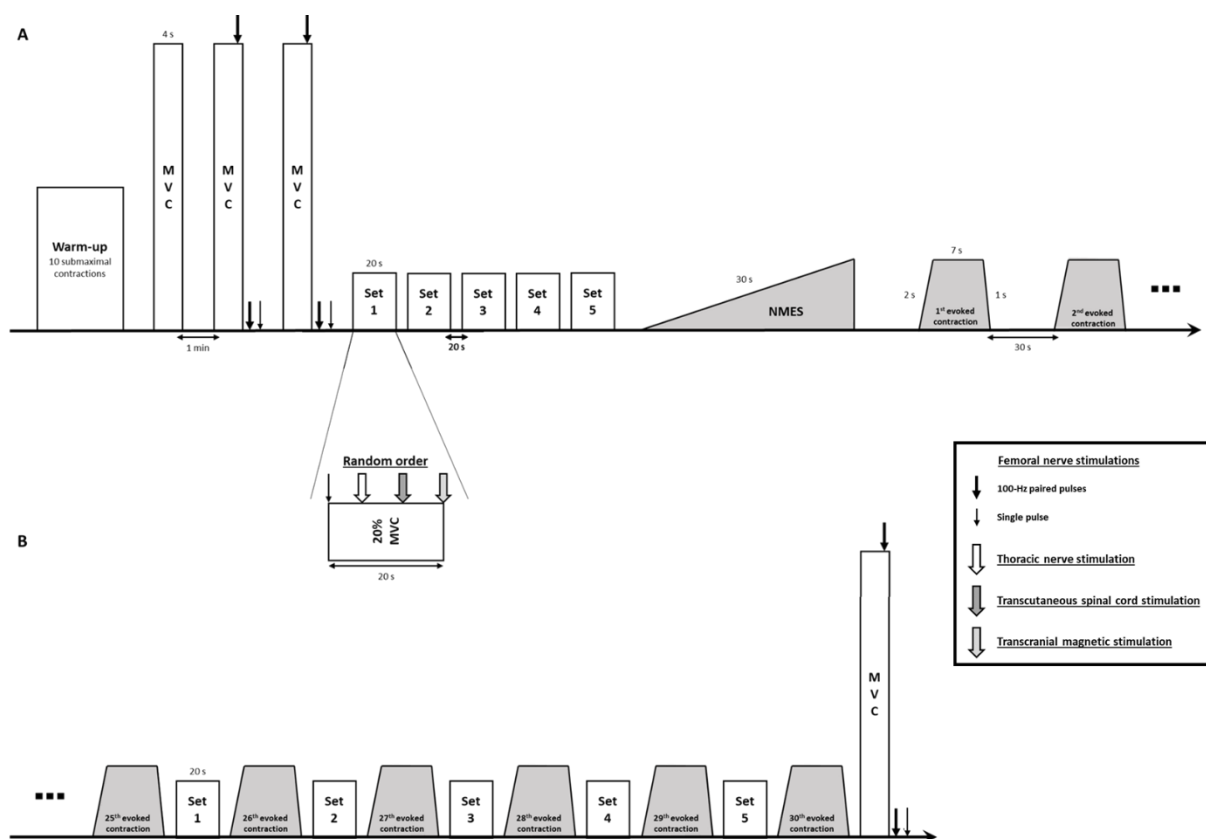 A
4 s
M
V
C
M
V
C
M
V
C
Warm-up
10 submaximal
contractions
1 min
20 s
Set
1
Set
2
Set
3
Set
4
Set
5
20 s
30 s
NMES
7 s
2 s
1 s
1st evoked
contraction
2nd evoked
contraction
30 s
Random order
20%
MVC
20 s
Femoral nerve stimulations
100-Hz paired pulses
Single pulse
Thoracic nerve stimulation
Transcutaneous spinal cord stimulation
Transcranial magnetic stimulation
B
M
V
C
25th evoked
contraction
20 s
Set
1
26th evoked
contraction
Set
2
27th evoked
contraction
Set
3
28th evoked
contraction
Set
4
29th evoked
contraction
Set
5
30th evoked
contraction